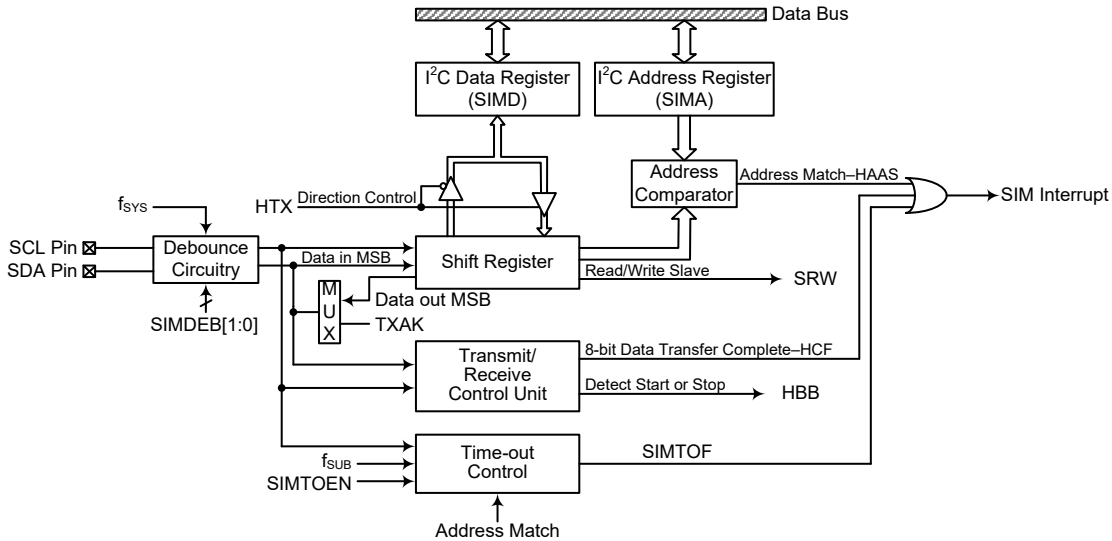 Data Bus
I²C Data Register
(SIMD)
I²C Address Register
(SIMA)
Address
Comparator
Address Match–HAAS
SIM Interrupt
HTX
Direction Control
fSYS
SCL Pin
SDA Pin
Debounce
Circuitry
SIMDEB[1:0]
Data in MSB
Shift Register
Read/Write Slave
SRW
M
U
X
Data out MSB
TXAK
Transmit/
Receive
Control Unit
8-bit Data Transfer Complete–HCF
Detect Start or Stop
HBB
fSUB
SIMTOEN
Time-out
Control
SIMTOF
Address Match